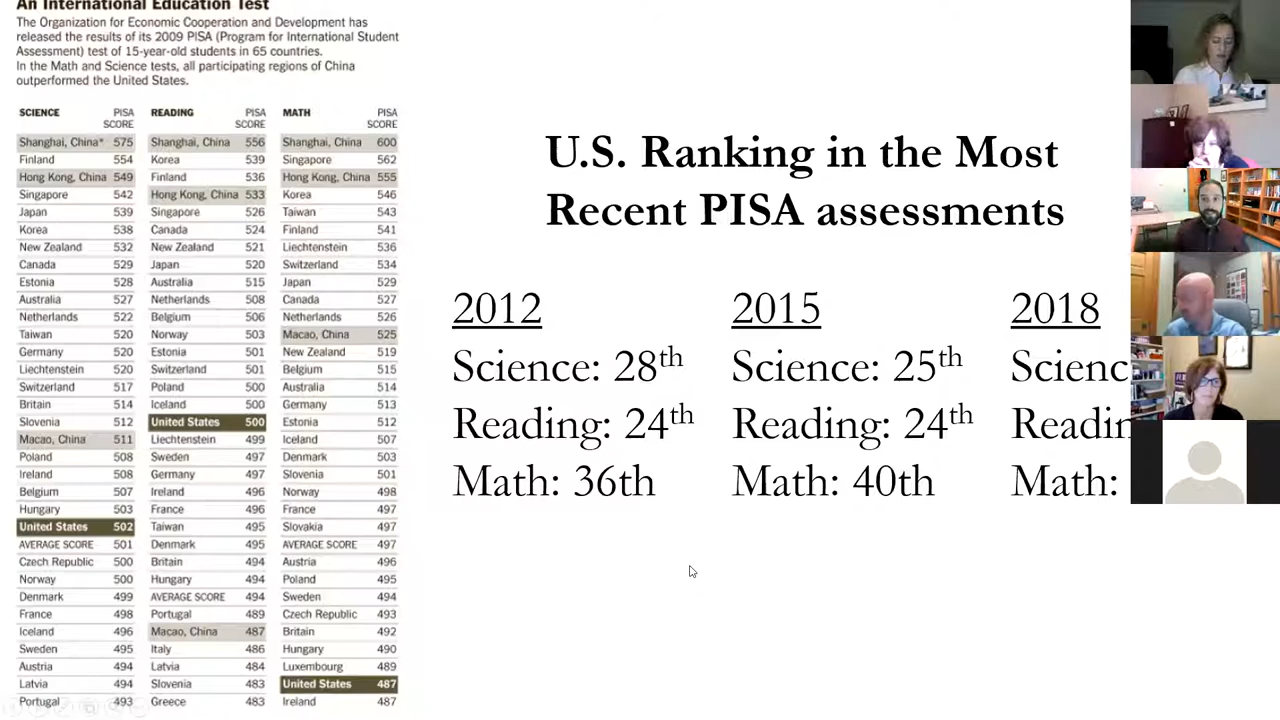 An International Education Test
The Organization for Economic Cooperation and Development has
released the results of its 2009 PISA (Program for International Student
Assessment) test of 15-year-old students in 65 countries.
In the Math and Science tests, all participating regions of China
outperformed the United States.
SCIENCE PISA SCORE
Shanghai, China* 575
Finland 554
Hong Kong, China 549
Singapore 542
Japan 539
Korea 538
New Zealand 532
Canada 529
Estonia 528
Australia 527
Netherlands 522
Taiwan 520
Germany 520
Liechtenstein 520
Switzerland 517
Britain 514
Slovenia 512
Macao, China 511
Poland 508
Ireland 508
Belgium 507
Hungary 503
United States 502
AVERAGE SCORE 501
Czech Republic 500
Norway 500
Denmark 499
France 498
Iceland 496
Sweden 495
Austria 494
Latvia 494
Portugal 493
READING PISA SCORE
Shanghai, China 556
Korea 539
Finland 536
Hong Kong, China 533
Singapore 526
Canada 524
New Zealand 521
Japan 520
Australia 515
Netherlands 508
Belgium 506
Norway 503
Estonia 501
Switzerland 501
Poland 500
Iceland 500
United States 500
Liechtenstein 499
Sweden 497
Germany 497
Ireland 496
France 496
Taiwan 495
Denmark 495
Britain 494
Hungary 494
AVERAGE SCORE 494
Portugal 489
Macao, China 487
Italy 486
Latvia 484
Slovenia 483
Greece 483
MATH PISA SCORE
Shanghai, China 600
Singapore 562
Hong Kong, China 555
Korea 546
Taiwan 543
Finland 541
Liechtenstein 536
Switzerland 534
Japan 529
Canada 527
Netherlands 526
Macao, China 525
New Zealand 519
Belgium 515
Australia 514
Germany 513
Estonia 512
Iceland 507
Denmark 503
Slovenia 501
Norway 498
France 497
Slovakia 497
AVERAGE SCORE 497
Austria 496
Poland 495
Sweden 494
Czech Republic 493
Britain 492
Hungary 490
Luxembourg 489
United States 487
Ireland 487
U.S. Ranking in the Most
Recent PISA assessments
2012
Science: 28th
Reading: 24th
Math: 36th
2015
Science: 25th
Reading: 24th
Math: 40th
2018
Scienc
Readin
Math: